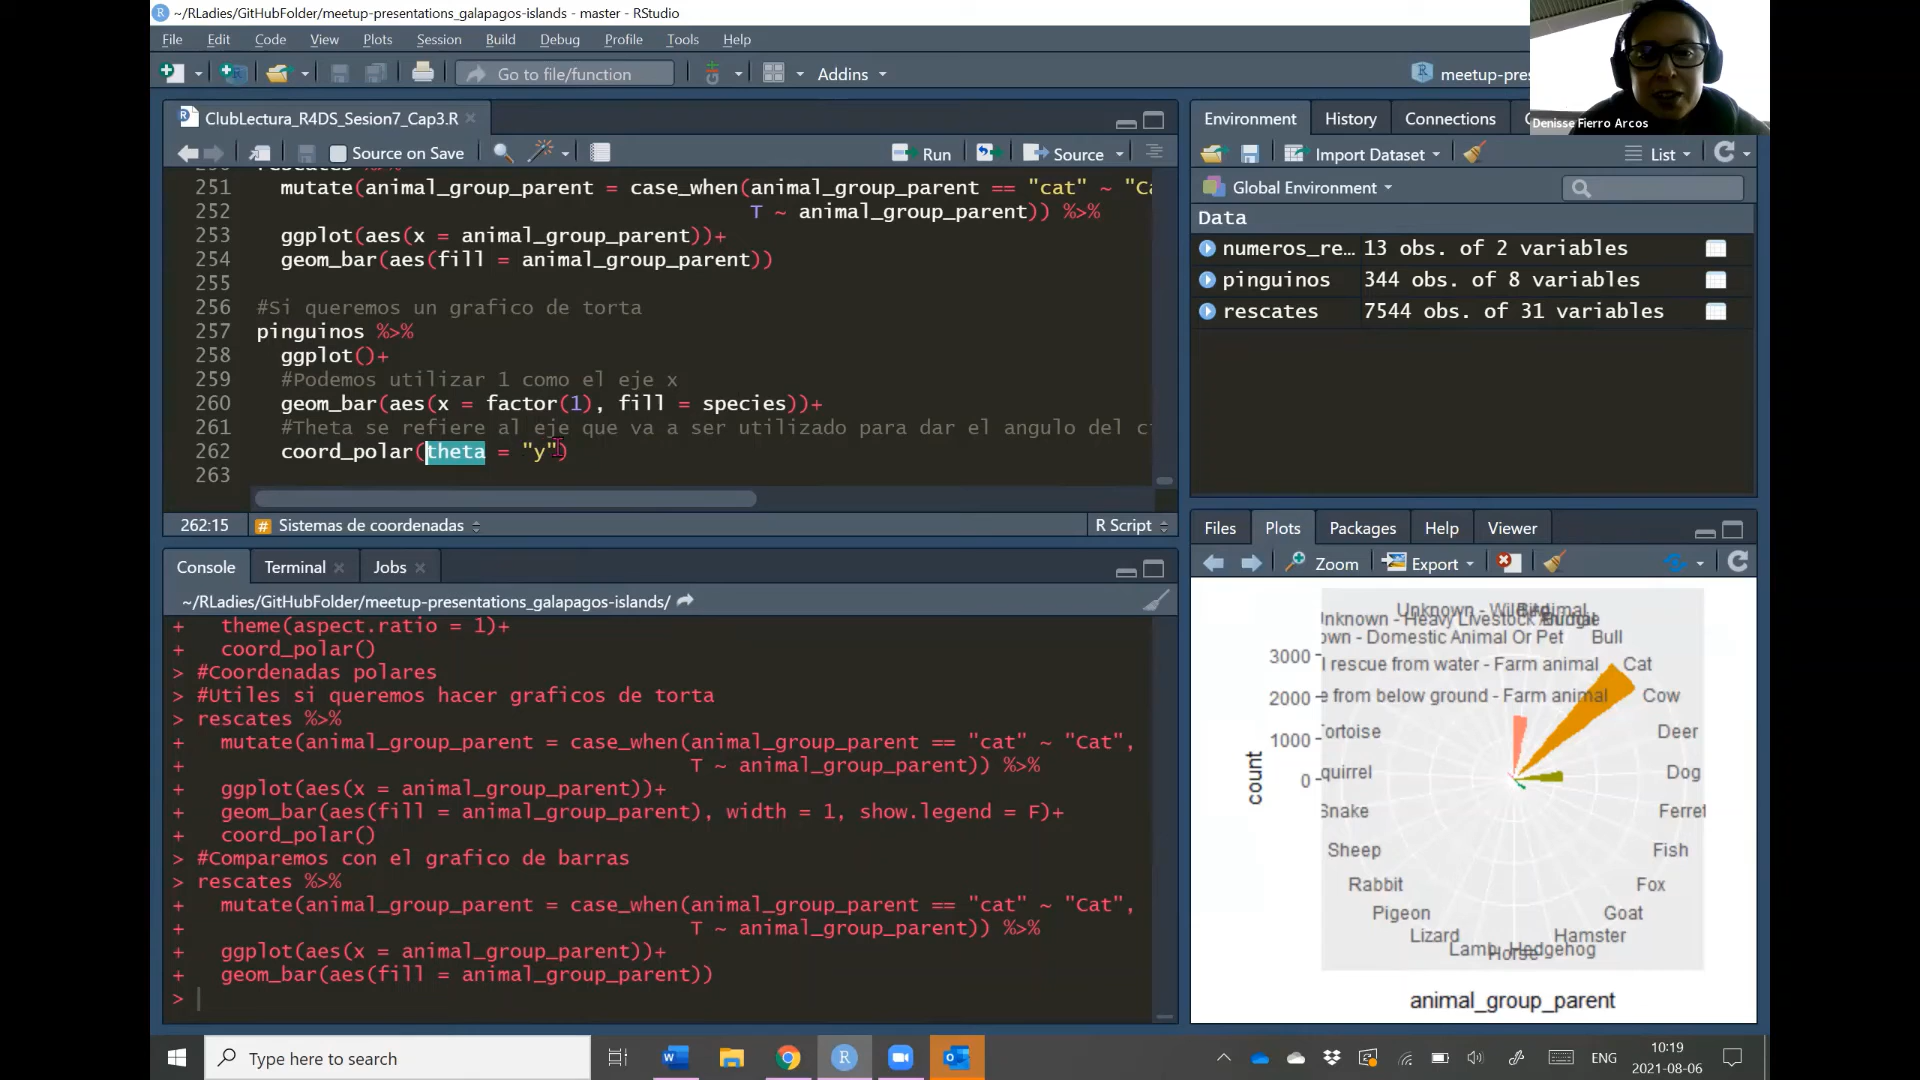 ~/RLadies/GitHubFolder/meetup-presentations_galapagos-islands - master - RStudio
File Edit Code View Plots Session Build Debug Profile Tools Help
Go to file/function Addins meetup-pres
Denisse Fierro Arcos
ClubLectura_R4DS_Sesion7_Cap3.R
Source on Save Run Source
251 mutate(animal_group_parent = case_when(animal_group_parent == "cat" ~ "Ca
252 T ~ animal_group_parent)) %>%
253 ggplot(aes(x = animal_group_parent))+
254 geom_bar(aes(fill = animal_group_parent))
255
256 #Si queremos un grafico de torta
257 pinguinos %>%
258 ggplot()+
259 #Podemos utilizar 1 como el eje x
260 geom_bar(aes(x = factor(1), fill = species))+
261 #Theta se refiere al eje que va a ser utilizado para dar el angulo del c
262 coord_polar(theta = "y")
263
262:15 Sistemas de coordenadas R Script
Console Terminal Jobs
~/RLadies/GitHubFolder/meetup-presentations_galapagos-islands/
+ theme(aspect.ratio = 1)+
+ coord_polar()
> #Coordenadas polares
> #Utiles si queremos hacer graficos de torta
> rescates %>%
+ mutate(animal_group_parent = case_when(animal_group_parent == "cat" ~ "Cat",
+ T ~ animal_group_parent)) %>%
+ ggplot(aes(x = animal_group_parent))+
+ geom_bar(aes(fill = animal_group_parent), width = 1, show.legend = F)+
+ coord_polar()
> #Comparemos con el grafico de barras
> rescates %>%
+ mutate(animal_group_parent = case_when(animal_group_parent == "cat" ~ "Cat",
+ T ~ animal_group_parent)) %>%
+ ggplot(aes(x = animal_group_parent))+
+ geom_bar(aes(fill = animal_group_parent))
>
Environment History Connections
Import Dataset List
Global Environment
Data
numeros_re… 13 obs. of 2 variables
pinguinos 344 obs. of 8 variables
rescates 7544 obs. of 31 variables
Files Plots Packages Help Viewer
Zoom Export
Unknown - Wild Animal
Unknown - Heavy Livestock Animal
own - Domestic Animal Or Pet Bull
3000 l rescue from water - Farm animal Cat
2000 e from below ground - Farm animal Cow
Tortoise Deer
1000
0 quirrel Dog
count
Snake Ferret
Sheep Fish
Rabbit Fox
Pigeon Goat
Lizard Hamster
Lamb Horse Hedgehog
animal_group_parent
Type here to search
ENG
10:19
2021-08-06